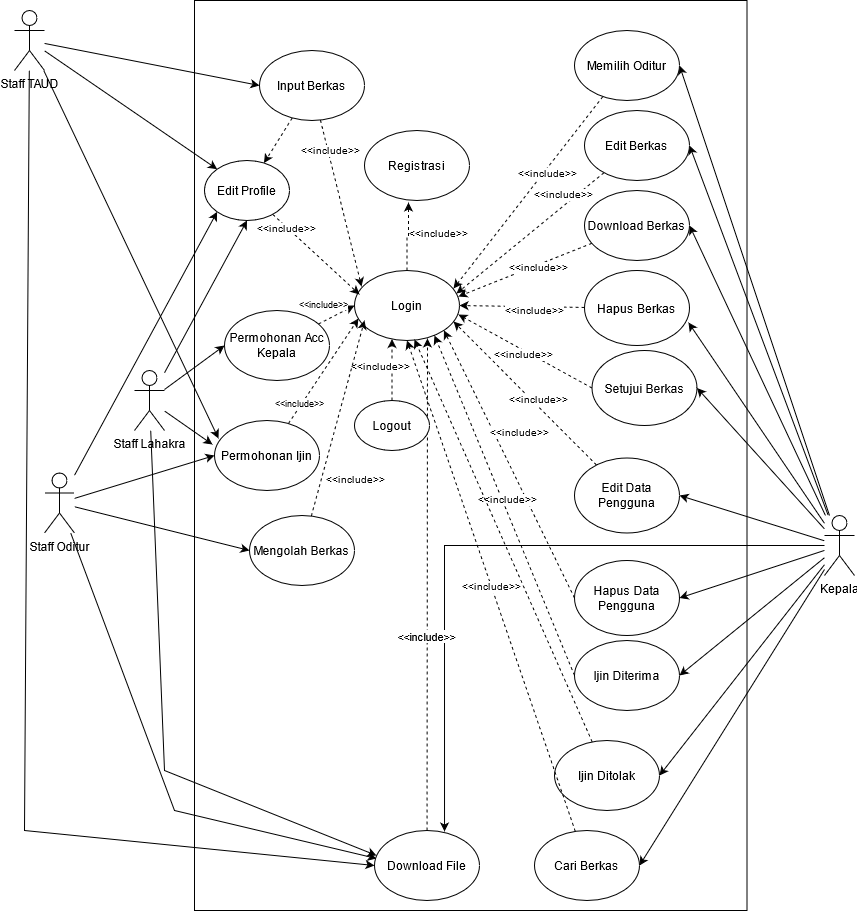 Staff TAUD
Input Berkas
Memilih Oditur
<<include>>
Registrasi
Edit Berkas
Edit Profile
<<include>>
<<include>>
<<include>>
<<include>>
Download Berkas
<<include>>
<<include>>
Login
<<include>>
Hapus Berkas
Permohonan Acc
Kepala
<<include>>
<<include>>
Setujui Berkas
<<include>>
<<include>>
Staff Lahakra
Logout
<<include>>
Permohonan Ijin
<<include>>
Edit Data
Pengguna
<<include>>
Staff Oditur
Mengolah Berkas
<<include>>
Hapus Data
Pengguna
Kepala
<<include>>
Ijin Diterima
Ijin Ditolak
Download File
Cari Berkas